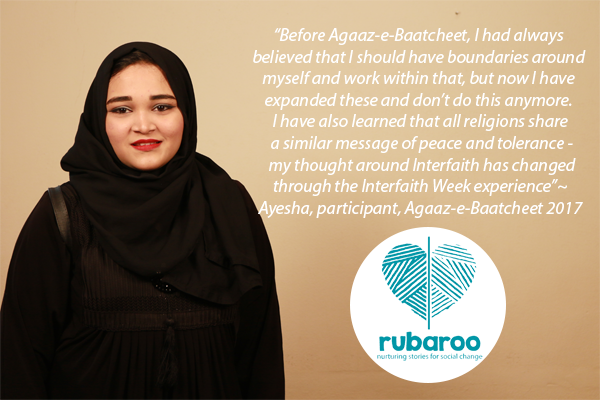 “Before Agaaz-e-Baatcheet, I had always
believed that I should have boundaries around
myself and work within that, but now I have
expanded these and don’t do this anymore.
I have also learned that all religions share
a similar message of peace and tolerance -
my thought around Interfaith has changed
through the Interfaith Week experience”~
Ayesha, participant, Agaaz-e-Baatcheet 2017
rubaroo
nurturing stories for social change